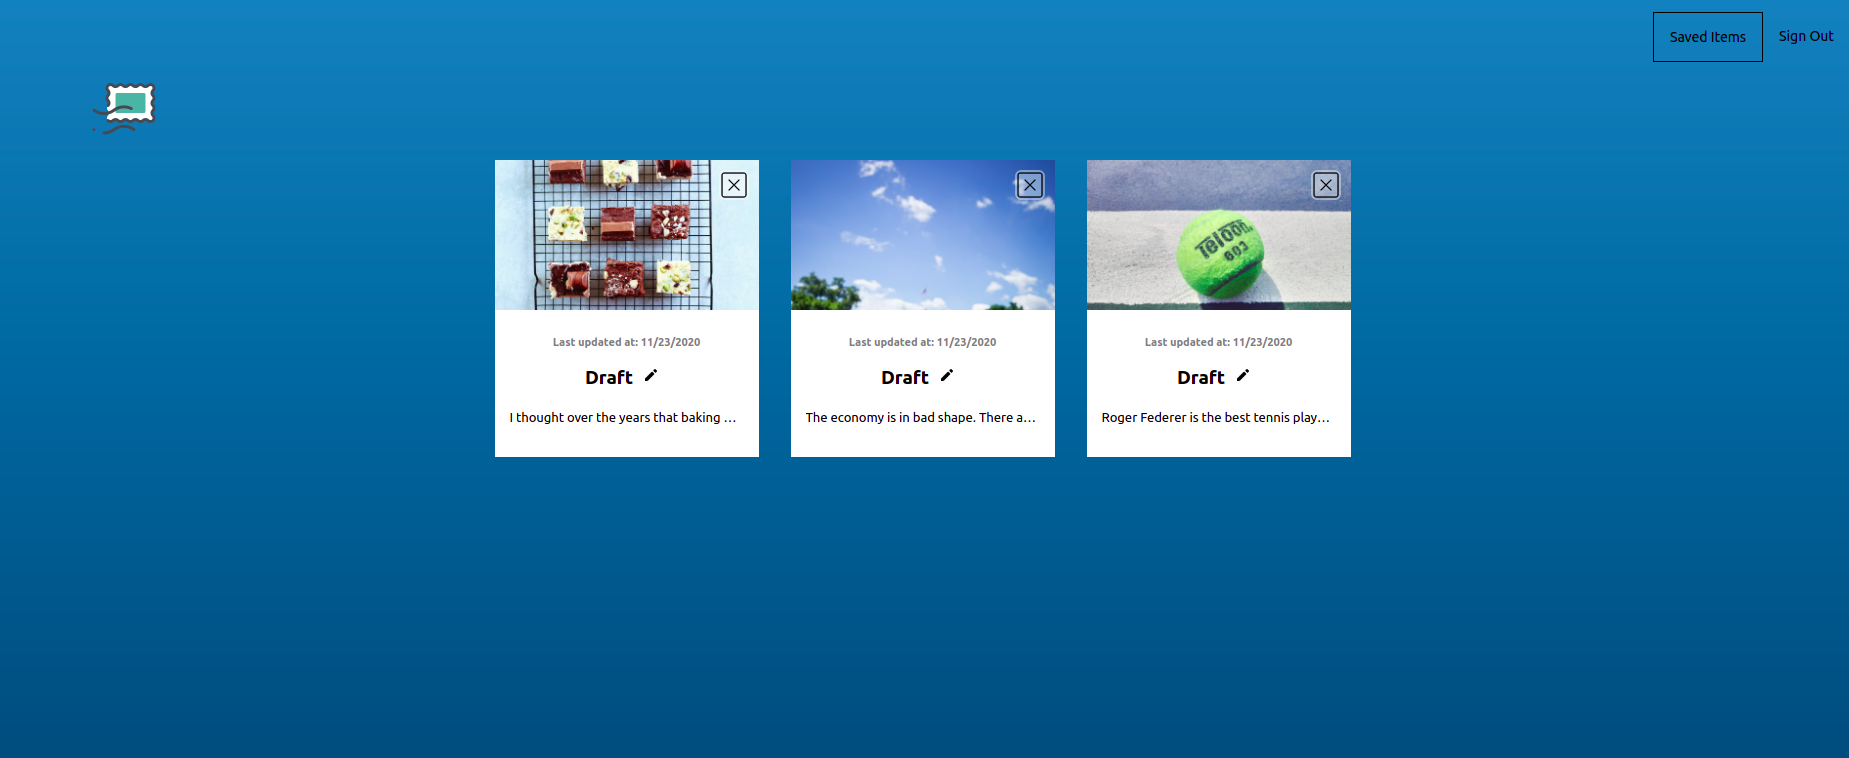 Saved Items
Sign Out
Teloon
603
Last updated at: 11/23/2020
Draft
I thought over the years that baking ...
Last updated at: 11/23/2020
Draft
The economy is in bad shape. There a...
Last updated at: 11/23/2020
Draft
Roger Federer is the best tennis play...